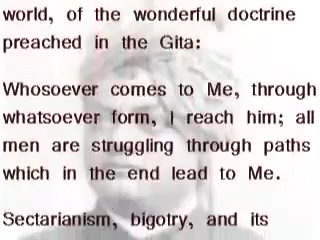 world, of the wonderful doctrine
preached in the Gita:
Whosoever comes to Me, through
whatsoever form, I reach him; all
men are struggling through paths
which in the end lead to Me.
Sectarianism, bigotry, and its